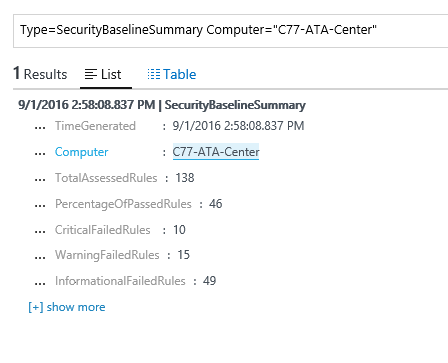 Type=SecurityBaselineSummary Computer="C77-ATA-Center"
1 Results List Table
9/1/2016 2:58:08.837 PM | SecurityBaselineSummary
... TimeGenerated : 9/1/2016 2:58:08.837 PM
... Computer : C77-ATA-Center
... TotalAssessedRules : 138
... PercentageOfPassedRules : 46
... CriticalFailedRules : 10
... WarningFailedRules : 15
... InformationalFailedRules : 49
[+] show more